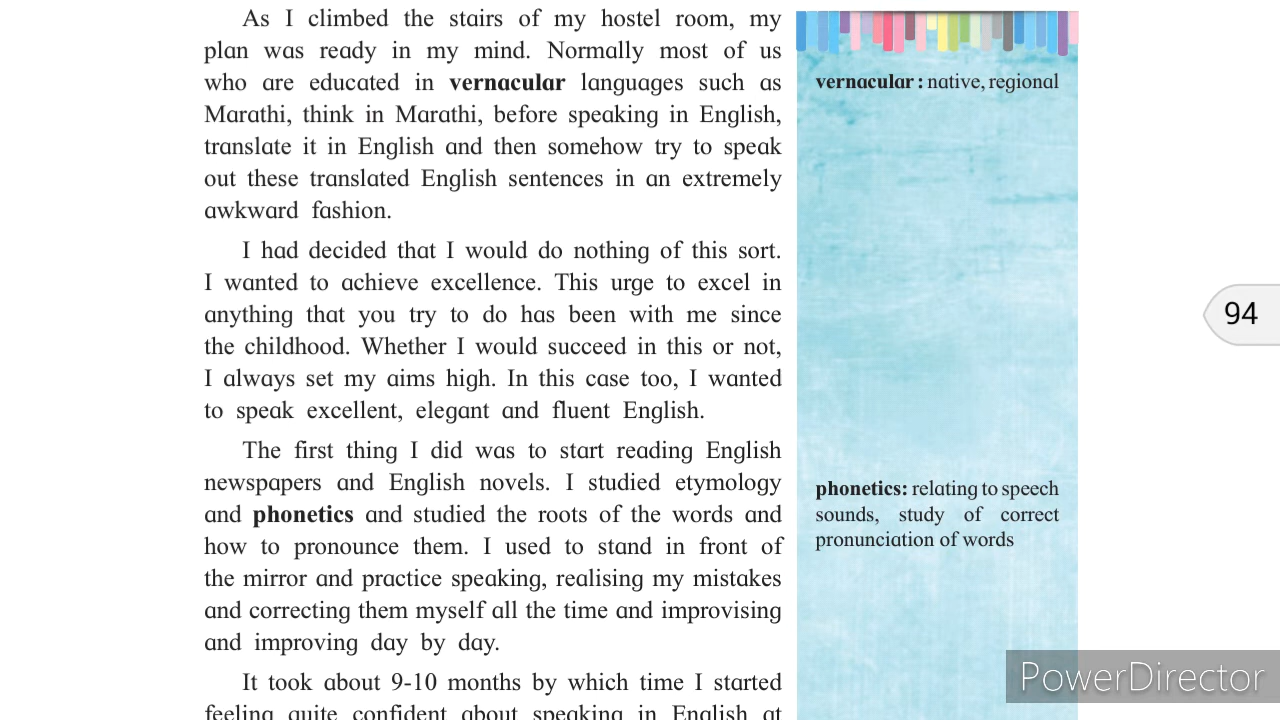 As I climbed the stairs of my hostel room, my
plan was ready in my mind. Normally most of us
who are educated in vernacular languages such as
Marathi, think in Marathi, before speaking in English,
translate it in English and then somehow try to speak
out these translated English sentences in an extremely
awkward fashion.
I had decided that I would do nothing of this sort.
I wanted to achieve excellence. This urge to excel in
anything that you try to do has been with me since
the childhood. Whether I would succeed in this or not,
I always set my aims high. In this case too, I wanted
to speak excellent, elegant and fluent English.
The first thing I did was to start reading English
newspapers and English novels. I studied etymology
and phonetics and studied the roots of the words and
how to pronounce them. I used to stand in front of
the mirror and practice speaking, realising my mistakes
and correcting them myself all the time and improvising
and improving day by day.
It took about 9-10 months by which time I started
feeling quite confident about speaking in English at
vernacular : native, regional
phonetics: relating to speech
sounds, study of correct
pronunciation of words
94
PowerDirector